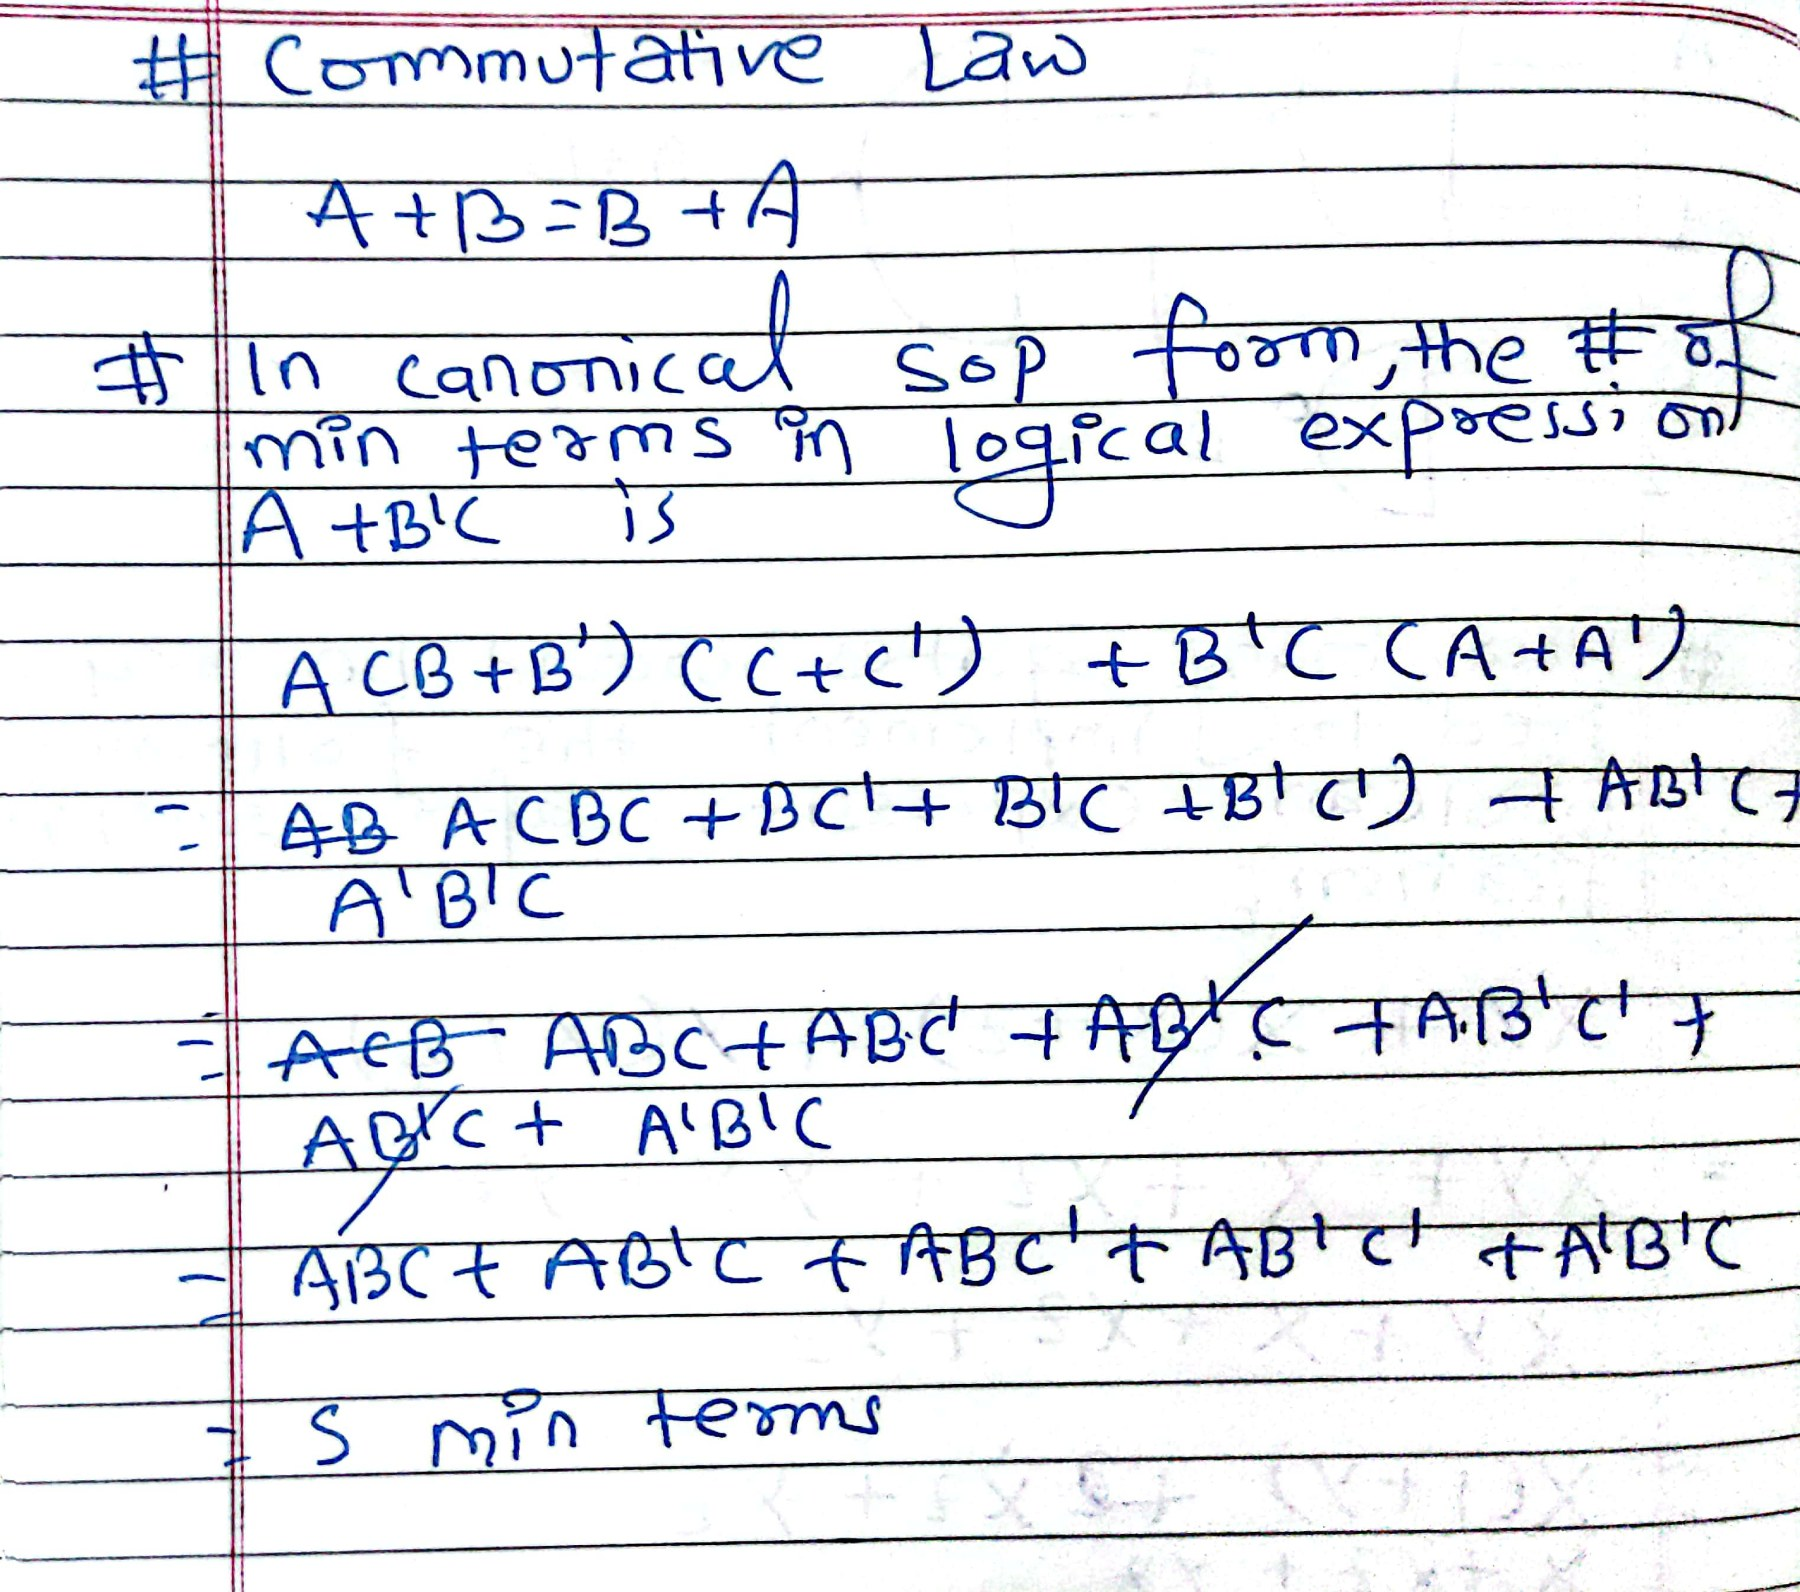 # Commutative Law
A + B = B + A
# In canonical SOP form, the # of
min terms in logical expression
A + B'C is
A (B + B') (C + C') + B'C (A + A')
= AB A (BC + BC' + B'C + B'C') + AB'C +
A'B'C
= A(B ABC + ABC' + AB'C + AB'C' +
AB'C + A'B'C
= ABC + AB'C + ABC' + AB'C' + A'B'C
= 5 min terms